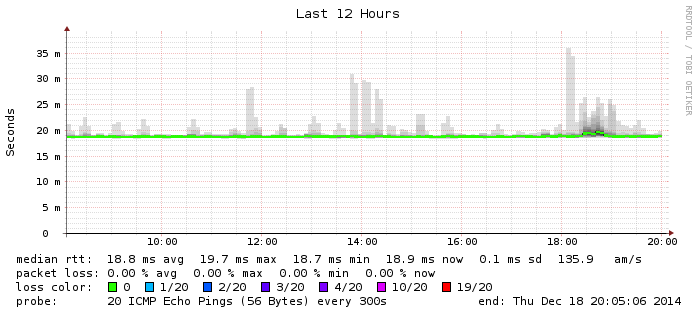 Last 12 Hours
RRDTOOL / TOBI OETIKER
Seconds
35 m
30 m
25 m
20 m
15 m
10 m
5 m
0
10:00 12:00 14:00 16:00 18:00 20:00
median rtt: 18.8 ms avg 19.7 ms max 18.7 ms min 18.9 ms now 0.1 ms sd 135.9 am/s
packet loss: 0.00 % avg 0.00 % max 0.00 % min 0.00 % now
loss color: 0 1/20 2/20 3/20 4/20 10/20 19/20
probe: 20 ICMP Echo Pings (56 Bytes) every 300s end: Thu Dec 18 20:05:06 2014